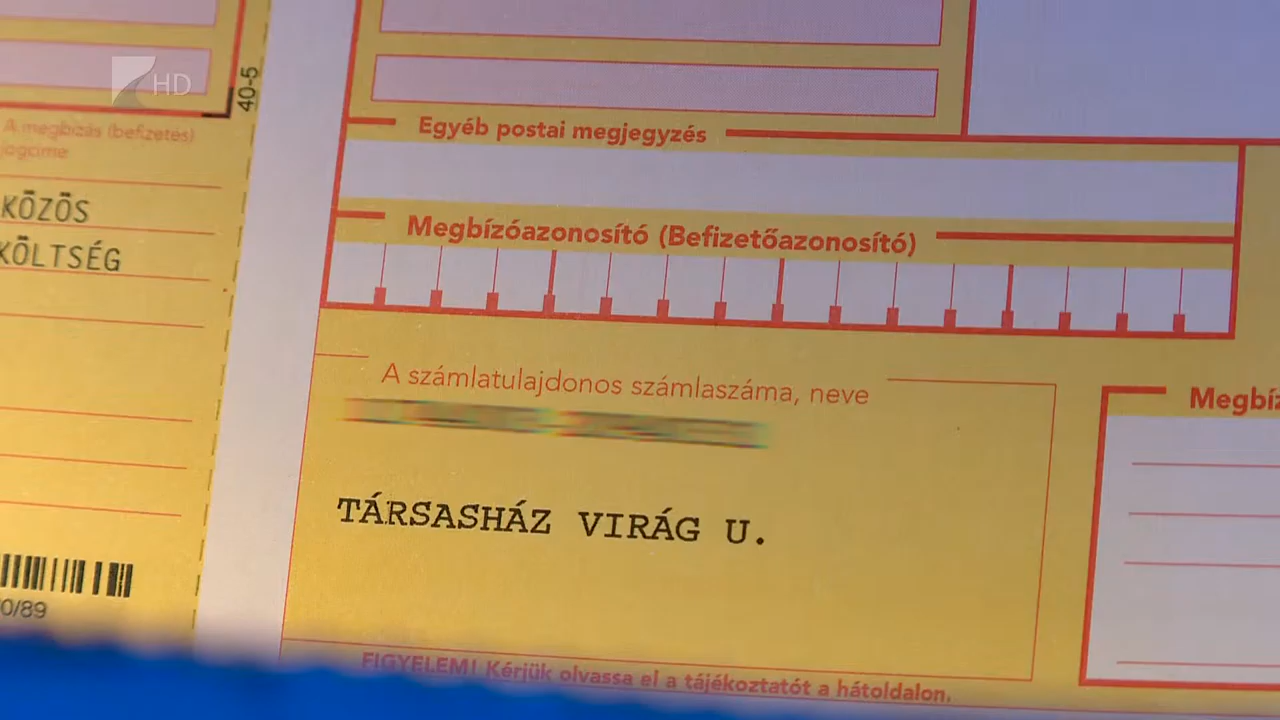 HD
40-5
A megbízás (befizetés)
jogcíme
KÖZÖS
KÖLTSÉG
0/89
Egyéb postai megjegyzés
Megbízóazonosító (Befizetőazonosító)
A számlatulajdonos számlaszáma, neve
TÁRSASHÁZ VIRÁG U.
Megbí
FIGYELEM! Kérjük olvassa el a tájékoztatót a hátoldalon.